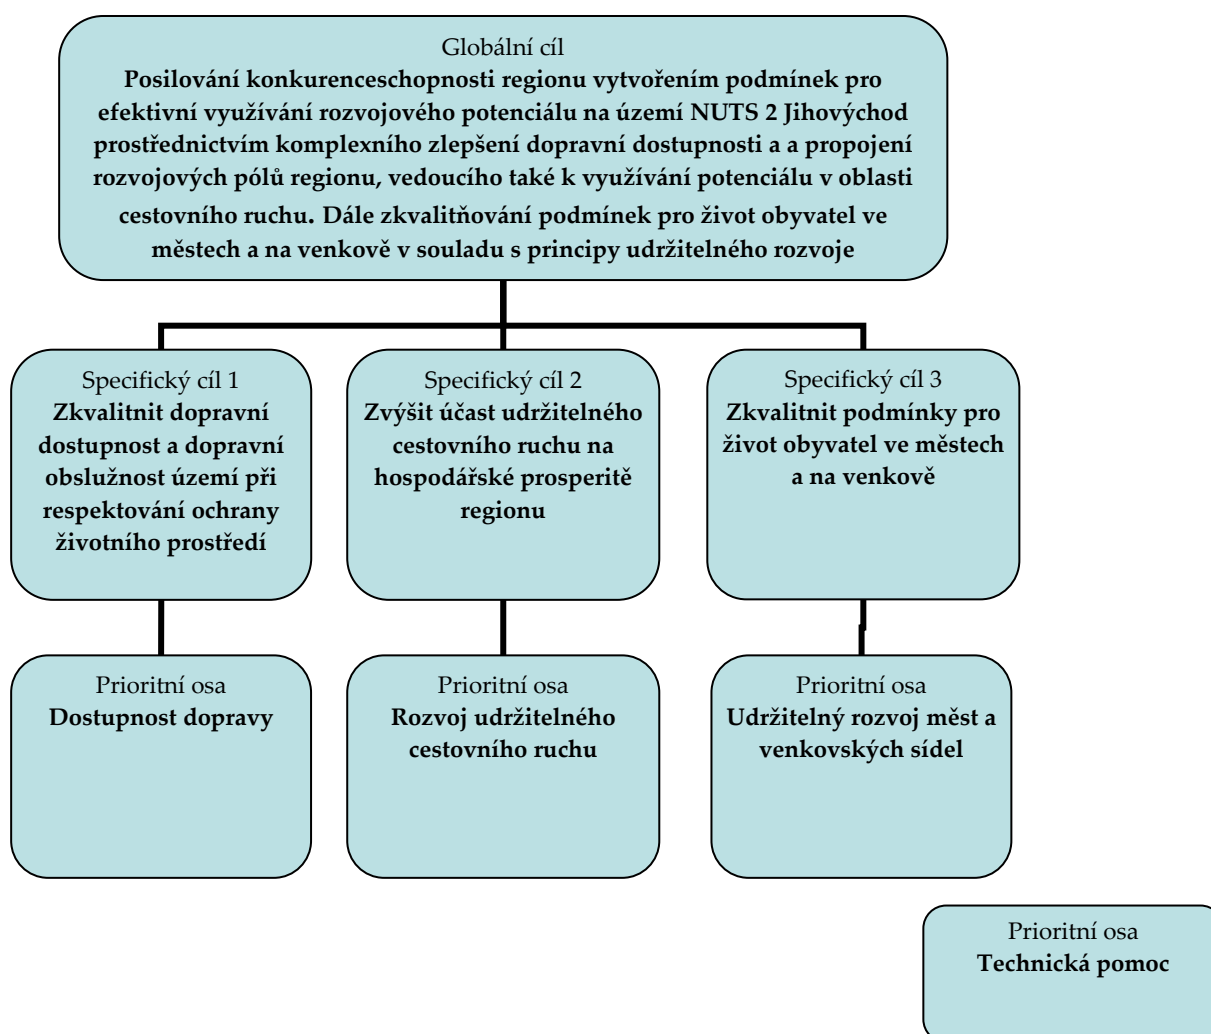 Globální cíl
Posilování konkurenceschopnosti regionu vytvořením podmínek pro
efektivní využívání rozvojového potenciálu na území NUTS 2 Jihovýchod
prostřednictvím komplexního zlepšení dopravní dostupnosti a a propojení
rozvojových pólů regionu, vedoucího také k využívání potenciálu v oblasti
cestovního ruchu. Dále zkvalitňování podmínek pro život obyvatel ve
městech a na venkově v souladu s principy udržitelného rozvoje
Specifický cíl 1
Zkvalitnit dopravní
dostupnost a dopravní
obslužnost území při
respektování ochrany
životního prostředí
Specifický cíl 2
Zvýšit účast udržitelného
cestovního ruchu na
hospodářské prosperitě
regionu
Specifický cíl 3
Zkvalitnit podmínky pro
život obyvatel ve městech
a na venkově
Prioritní osa
Dostupnost dopravy
Prioritní osa
Rozvoj udržitelného
cestovního ruchu
Prioritní osa
Udržitelný rozvoj měst a
venkovských sídel
Prioritní osa
Technická pomoc